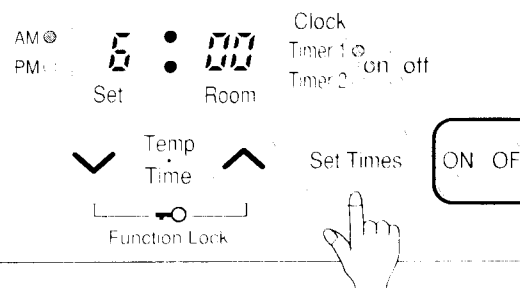 AM 6:00 Clock
PM Timer 1 on off
Set Room Timer 2
Temp
Time
Set Times ON OF
Function Lock